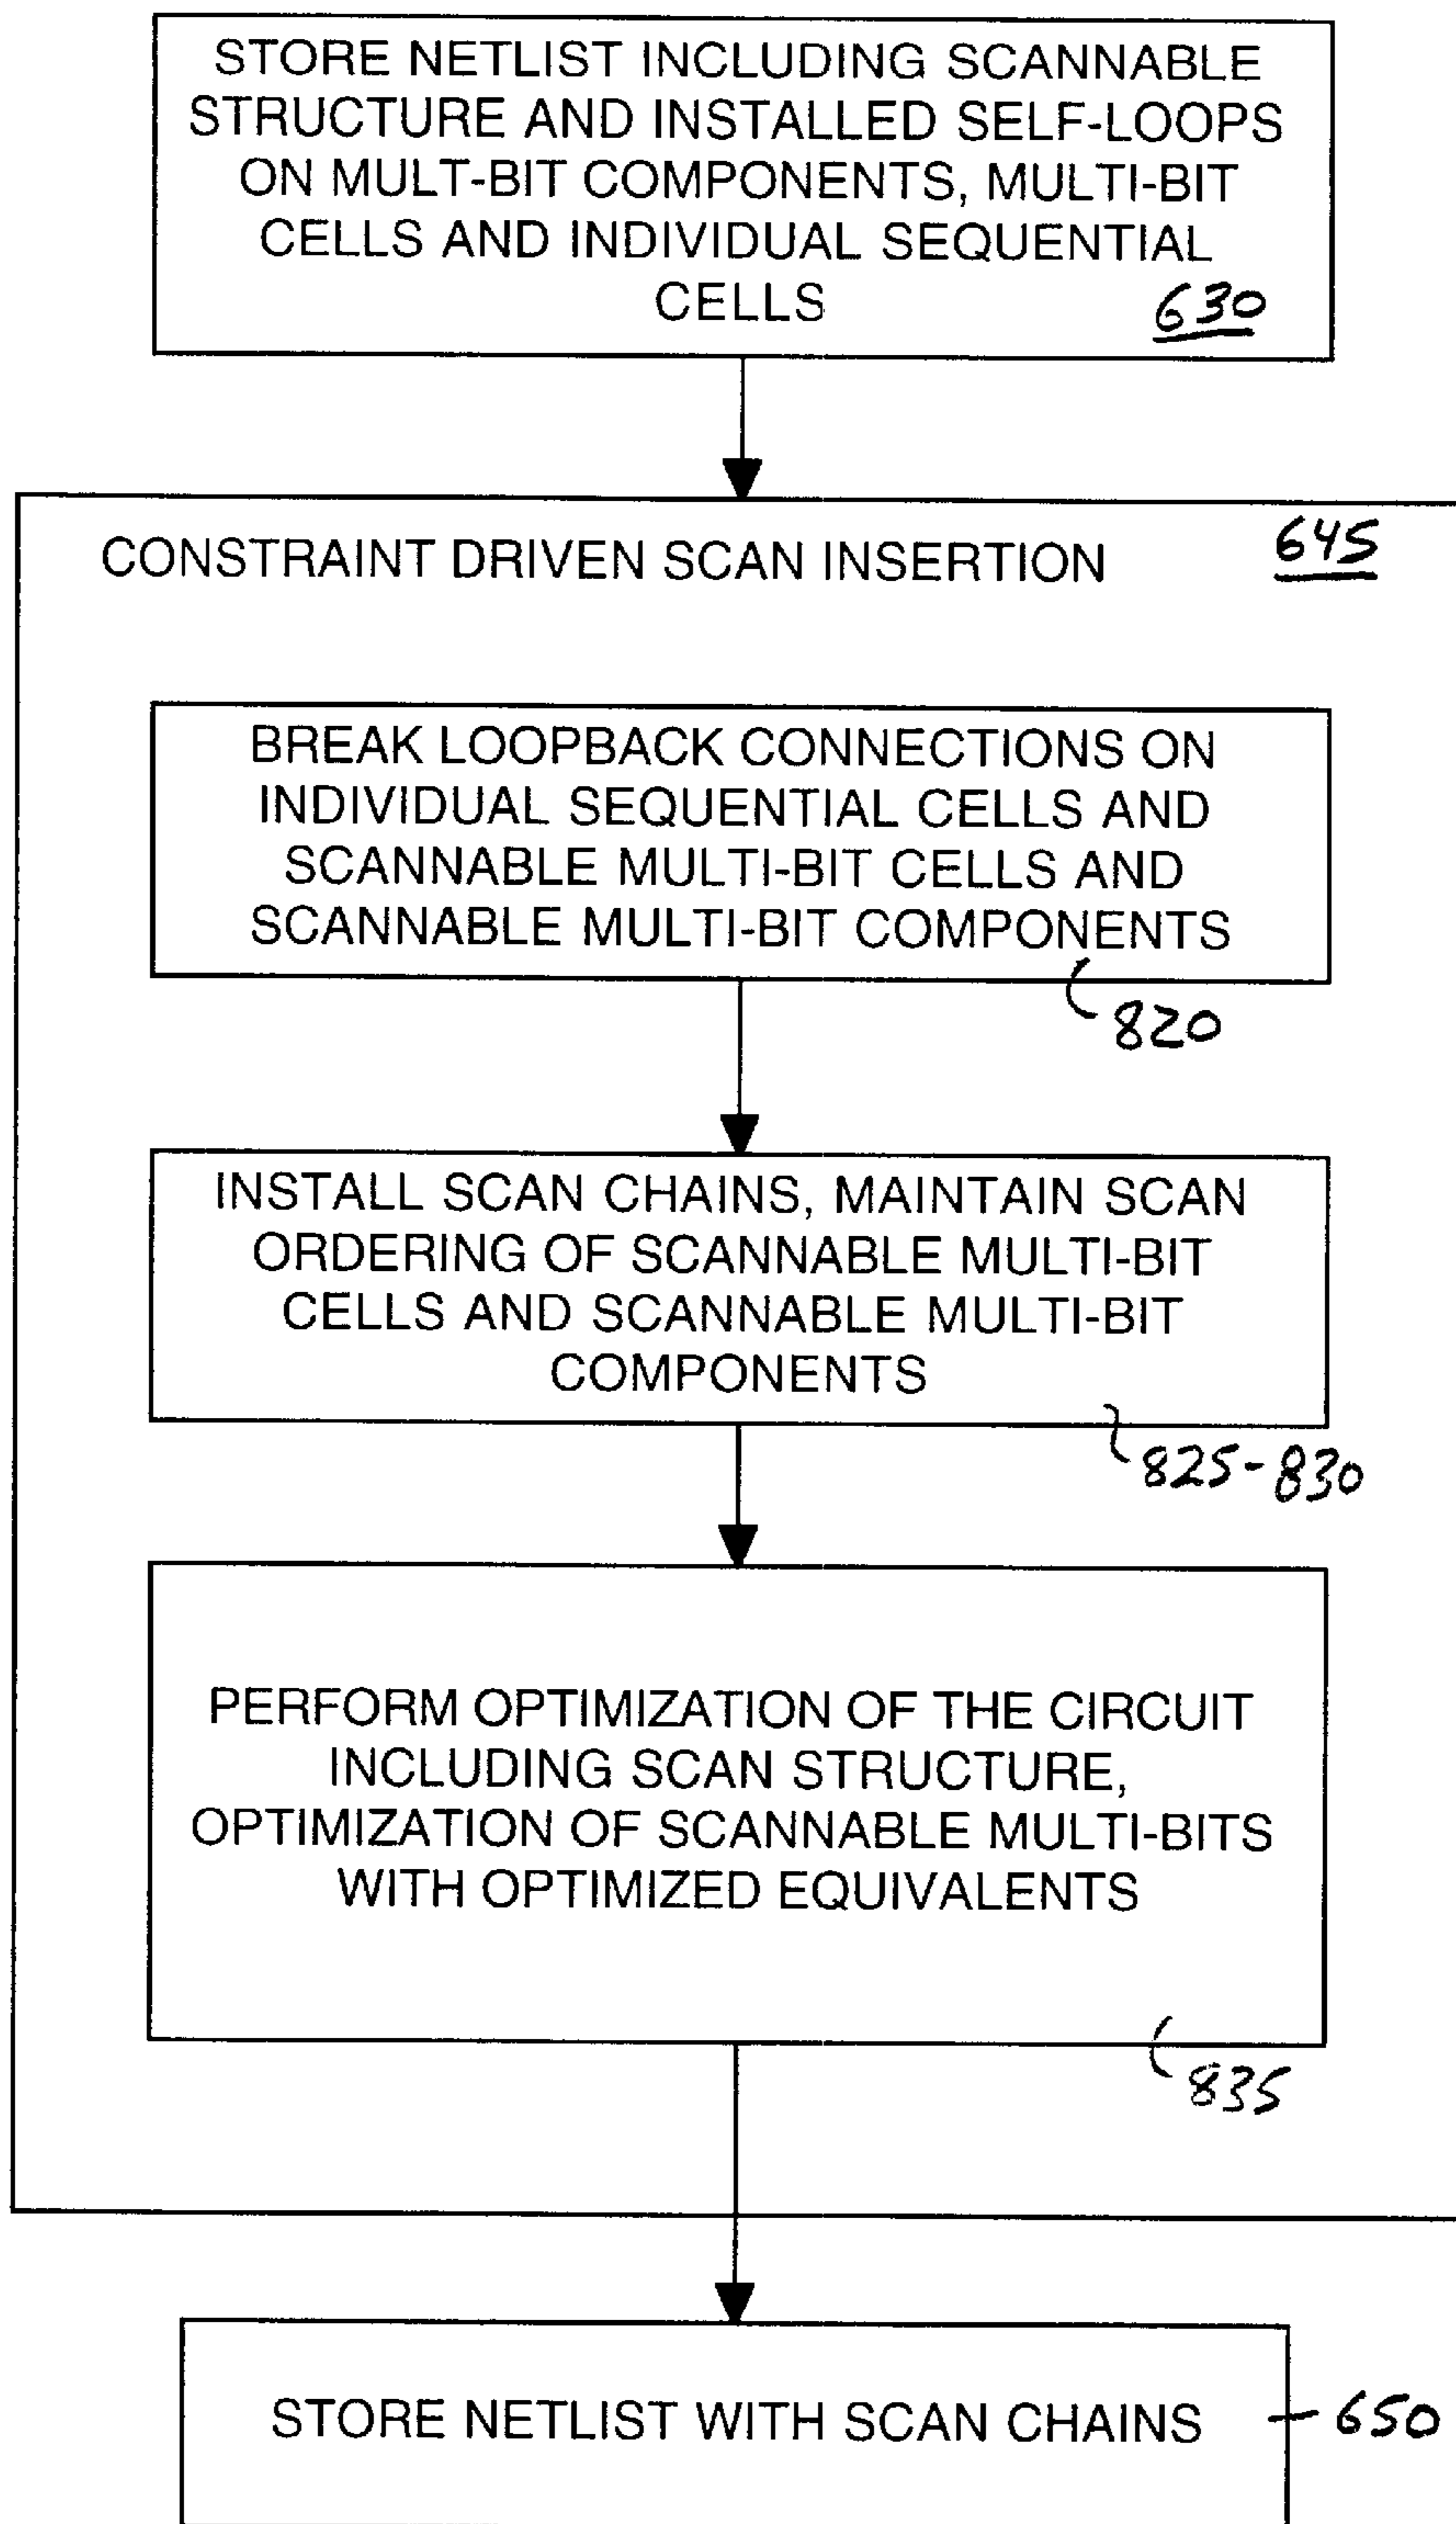 STORE NETLIST INCLUDING SCANNABLE
STRUCTURE AND INSTALLED SELF-LOOPS
ON MULT-BIT COMPONENTS, MULTI-BIT
CELLS AND INDIVIDUAL SEQUENTIAL
CELLS 630
CONSTRAINT DRIVEN SCAN INSERTION 645
BREAK LOOPBACK CONNECTIONS ON
INDIVIDUAL SEQUENTIAL CELLS AND
SCANNABLE MULTI-BIT CELLS AND
SCANNABLE MULTI-BIT COMPONENTS
820
INSTALL SCAN CHAINS, MAINTAIN SCAN
ORDERING OF SCANNABLE MULTI-BIT
CELLS AND SCANNABLE MULTI-BIT
COMPONENTS
825-830
PERFORM OPTIMIZATION OF THE CIRCUIT
INCLUDING SCAN STRUCTURE,
OPTIMIZATION OF SCANNABLE MULTI-BITS
WITH OPTIMIZED EQUIVALENTS
835
STORE NETLIST WITH SCAN CHAINS 650